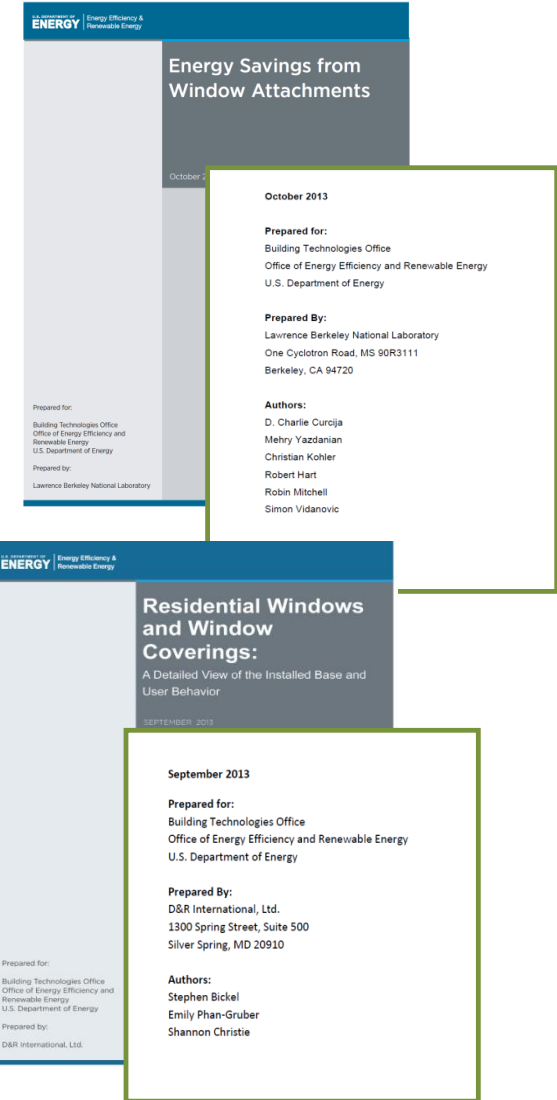 U.S. DEPARTMENT OF
ENERGY
Energy Efficiency &
Renewable Energy
Energy Savings from
Window Attachments
October 2
October 2013
Prepared for:
Building Technologies Office
Office of Energy Efficiency and Renewable Energy
U.S. Department of Energy
Prepared By:
Lawrence Berkeley National Laboratory
One Cyclotron Road, MS 90R3111
Berkeley, CA 94720
Authors:
D. Charlie Curcija
Mehry Yazdanian
Christian Kohler
Robert Hart
Robin Mitchell
Simon Vidanovic
Prepared for:
Building Technologies Office
Office of Energy Efficiency and
Renewable Energy
U.S. Department of Energy
Prepared by:
Lawrence Berkeley National Laboratory
U.S. DEPARTMENT OF
ENERGY
Energy Efficiency &
Renewable Energy
Residential Windows
and Window
Coverings:
A Detailed View of the Installed Base and
User Behavior
SEPTEMBER 2013
September 2013
Prepared for:
Building Technologies Office
Office of Energy Efficiency and Renewable Energy
U.S. Department of Energy
Prepared By:
D&R International, Ltd.
1300 Spring Street, Suite 500
Silver Spring, MD 20910
Authors:
Stephen Bickel
Emily Phan-Gruber
Shannon Christie
Prepared for:
Building Technologies Office
Office of Energy Efficiency and
Renewable Energy
U.S. Department of Energy
Prepared by:
D&R International, Ltd.